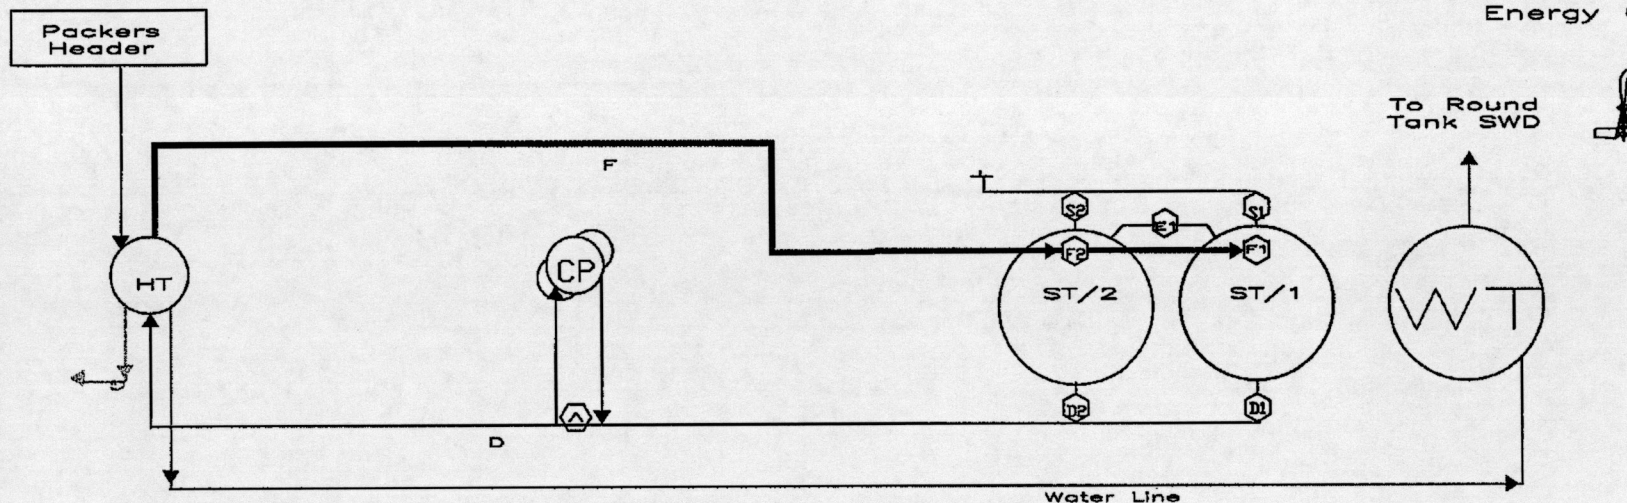 Energy
Packers
Header
To Round
Tank SWD
F
S2
S1
E1
F2
F1
HT
CP
ST/2
ST/1
WT
D2
D1
D
Water Line